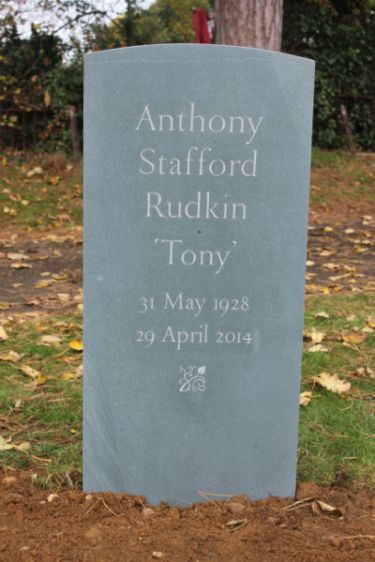 Anthony
Stafford
Rudkin
'Tony'
31 May 1928
29 April 2014